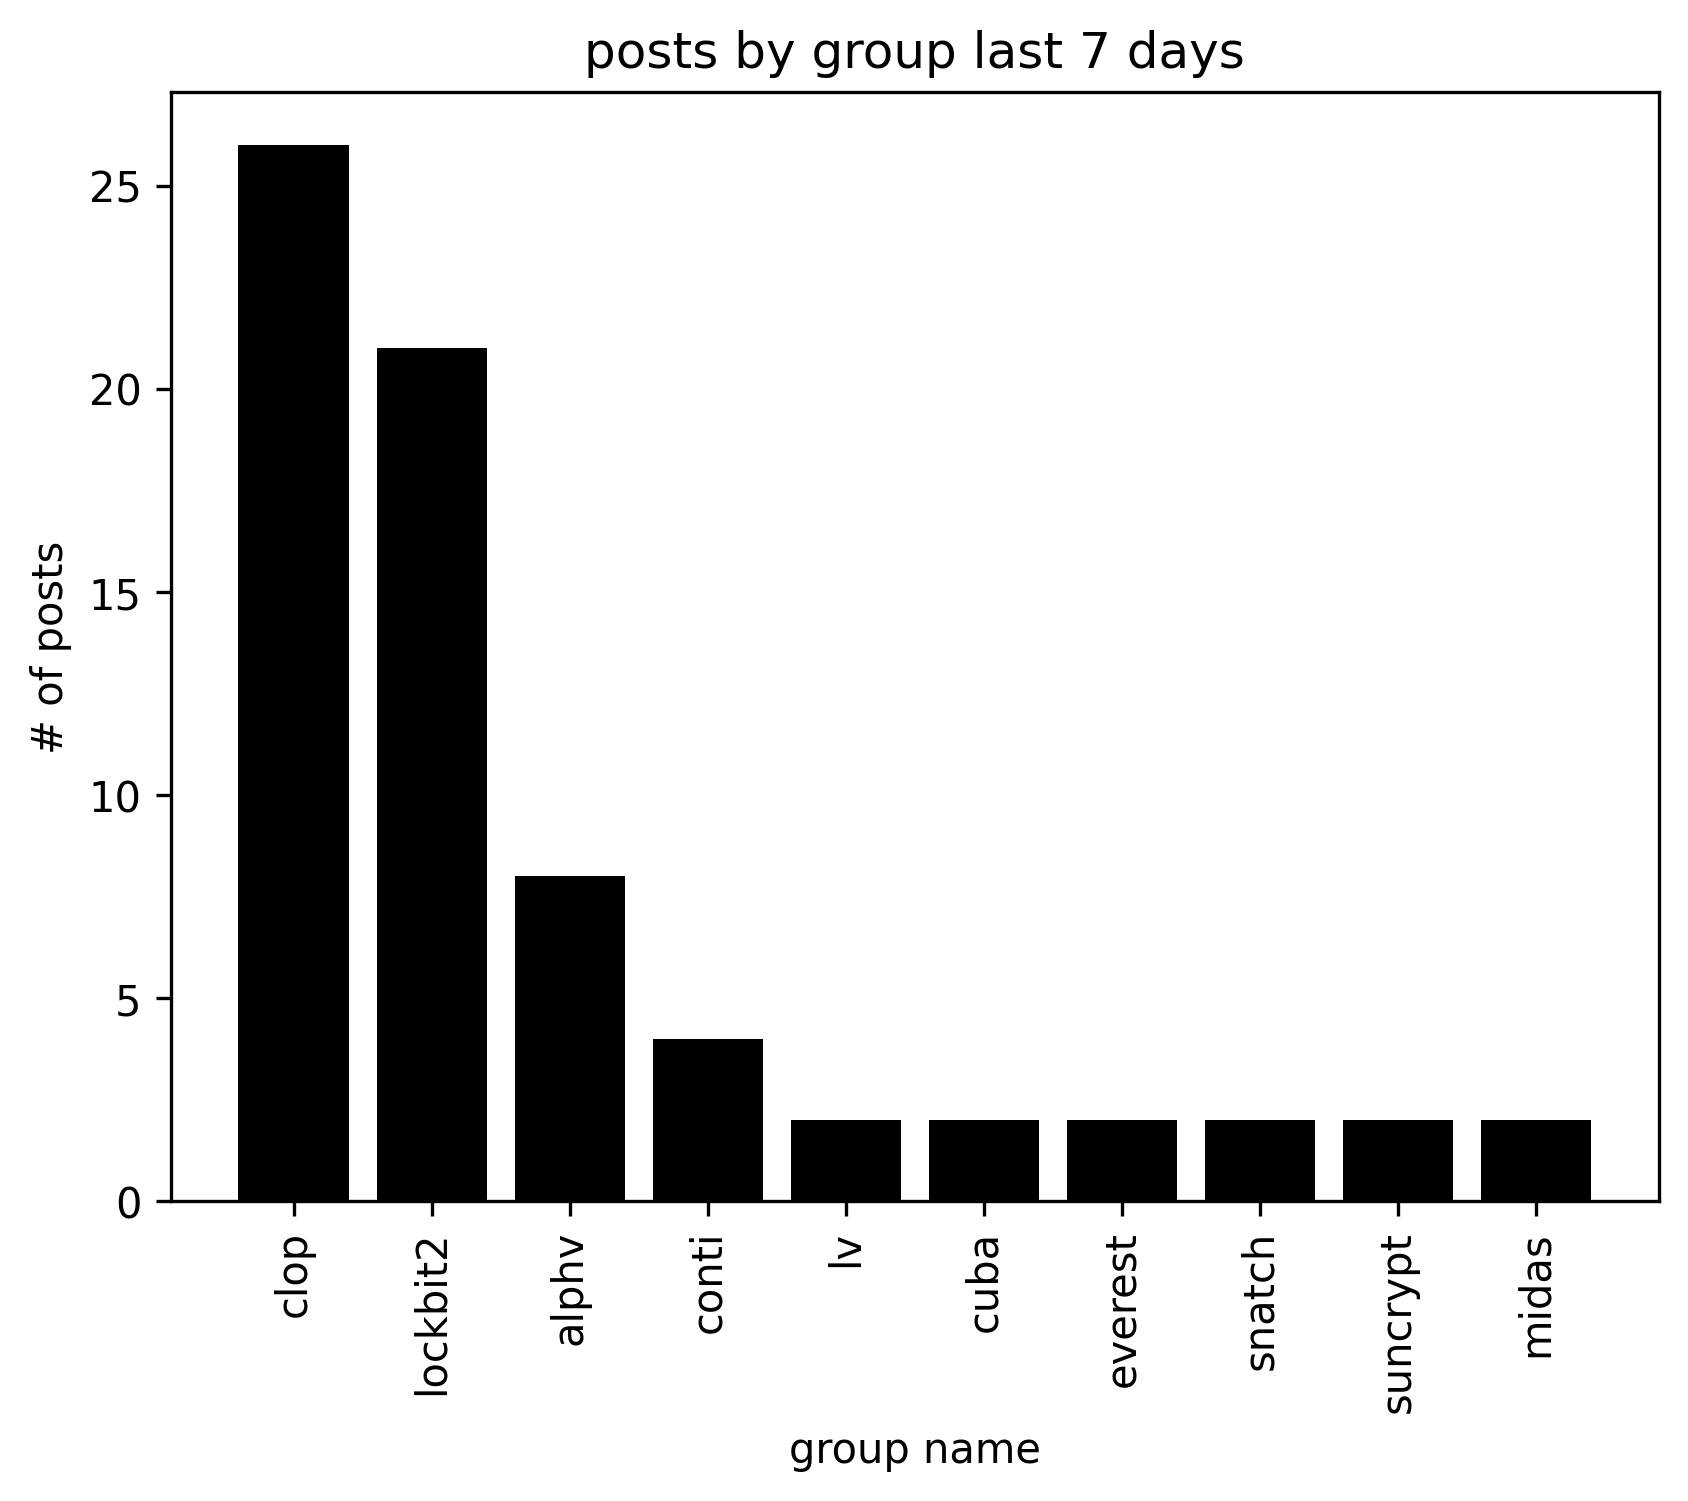 posts by group last 7 days
25
20
15
10
5
0
# of posts
clop
lockbit2
alphv
conti
lv
cuba
everest
snatch
suncrypt
midas
group name